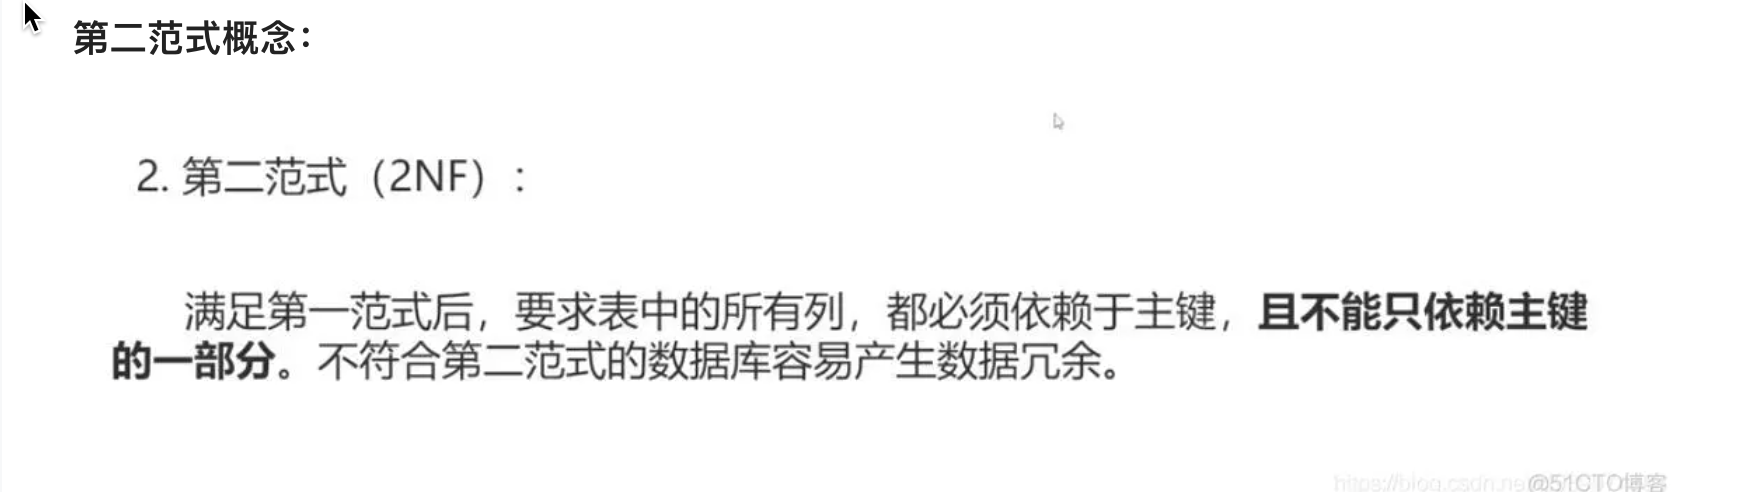 第二范式概念：
2. 第二范式（2NF）：
满足第一范式后，要求表中的所有列，都必须依赖于主键，且不能只依赖主键
的一部分。不符合第二范式的数据库容易产生数据冗余。
https://blog.csdn.ne@51CTO博客